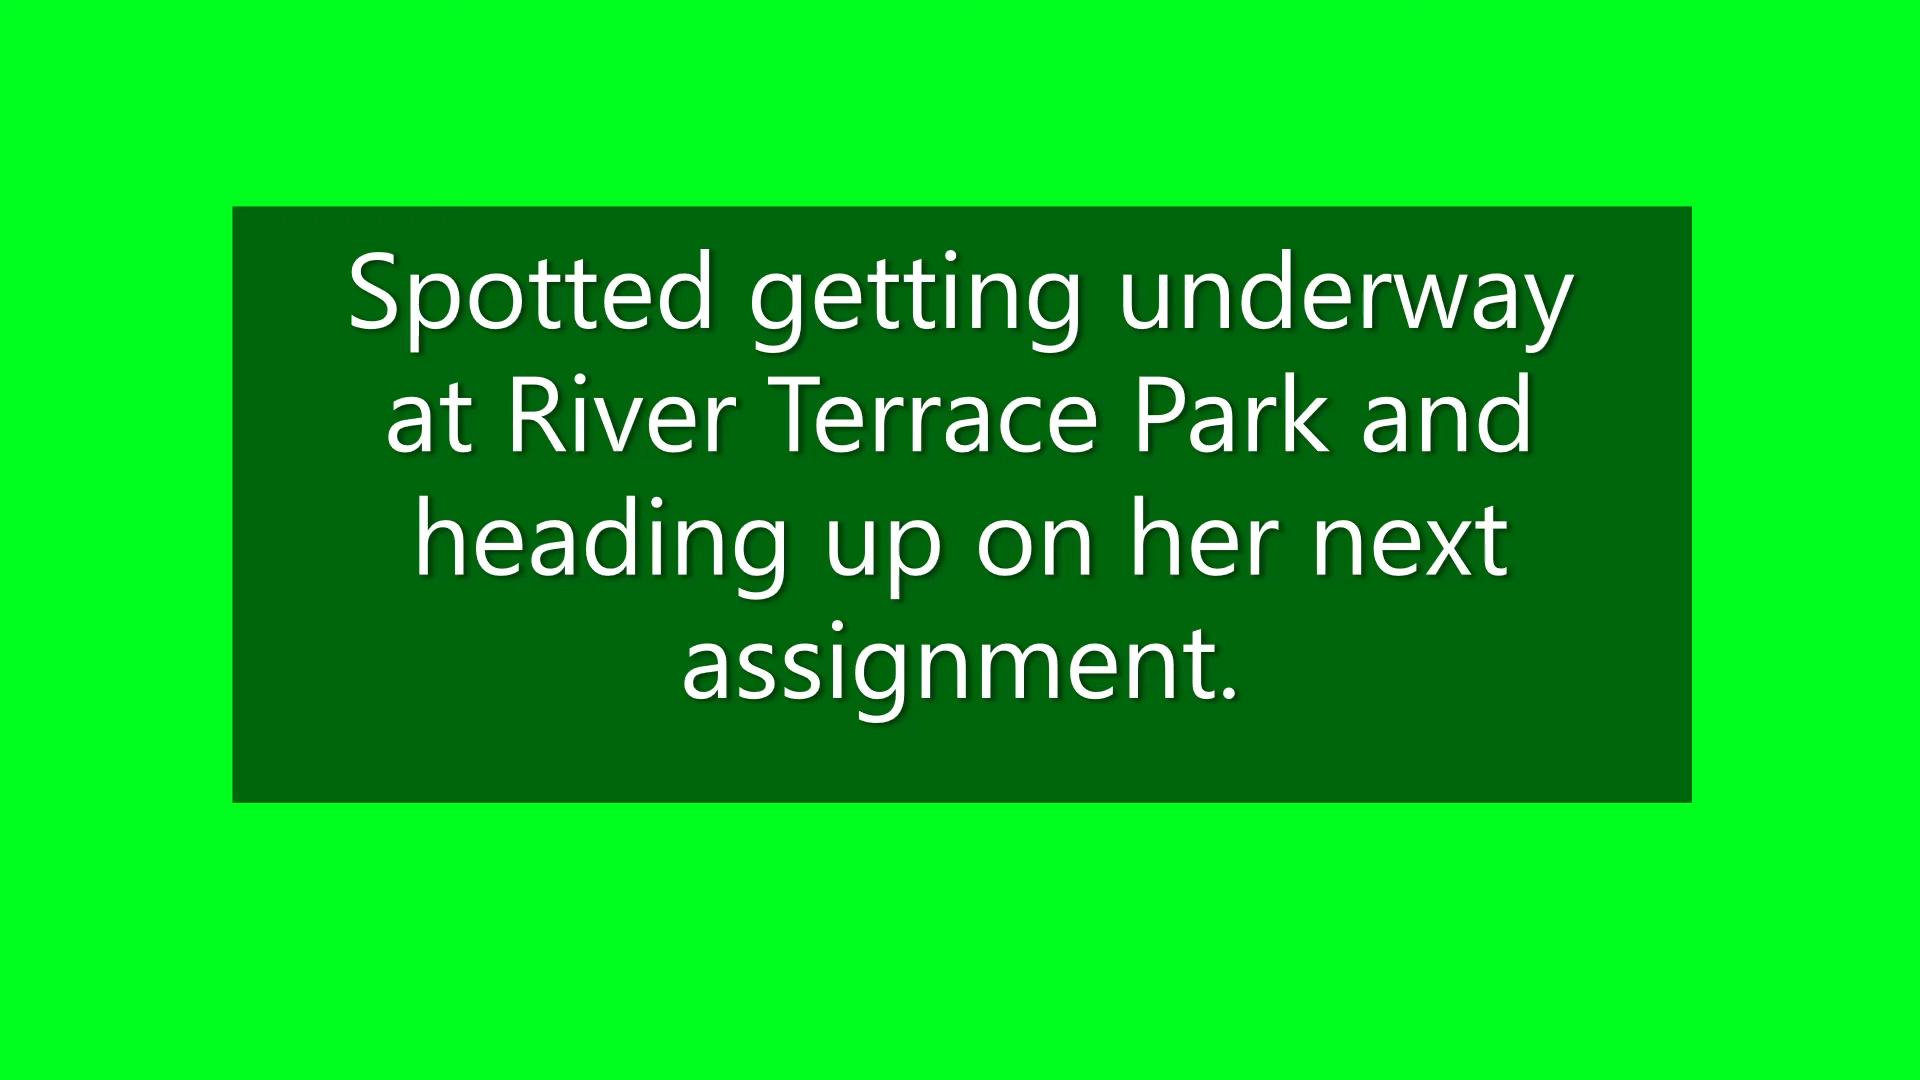 Spotted getting underway
at River Terrace Park and
heading up on her next
assignment.